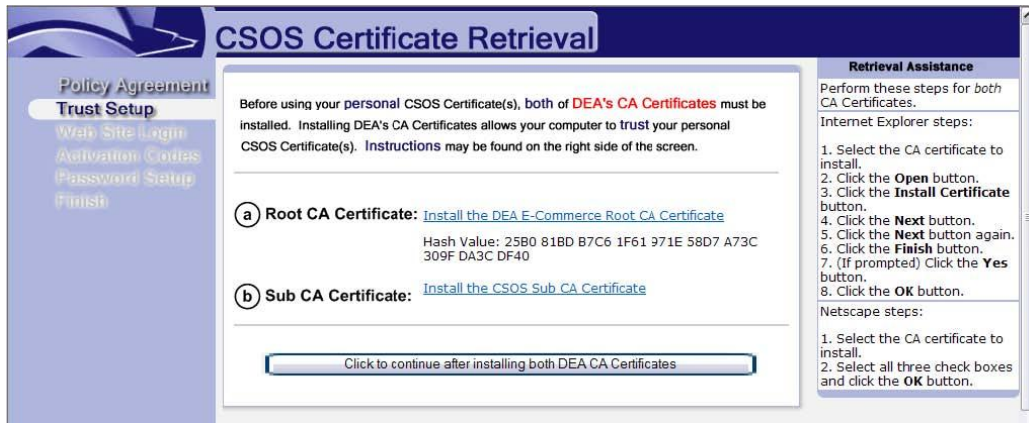 CSOS Certificate Retrieval
Policy Agreement
Trust Setup
Web Site Login
Activation Codes
Password Setup
Finish
Before using your personal CSOS Certificate(s), both of DEA's CA Certificates must be
installed. Installing DEA's CA Certificates allows your computer to trust your personal
CSOS Certificate(s). Instructions may be found on the right side of the screen.
a Root CA Certificate: Install the DEA E-Commerce Root CA Certificate
Hash Value: 25B0 81BD B7C6 1F61 971E 58D7 A73C
309F DA3C DF40
b Sub CA Certificate: Install the CSOS Sub CA Certificate
Click to continue after installing both DEA CA Certificates
Retrieval Assistance
Perform these steps for both
CA Certificates.
Internet Explorer steps:
1. Select the CA certificate to
install.
2. Click the Open button.
3. Click the Install Certificate
button.
4. Click the Next button.
5. Click the Next button again.
6. Click the Finish button.
7. (If prompted) Click the Yes
button.
8. Click the OK button.
Netscape steps:
1. Select the CA certificate to
install.
2. Select all three check boxes
and click the OK button.